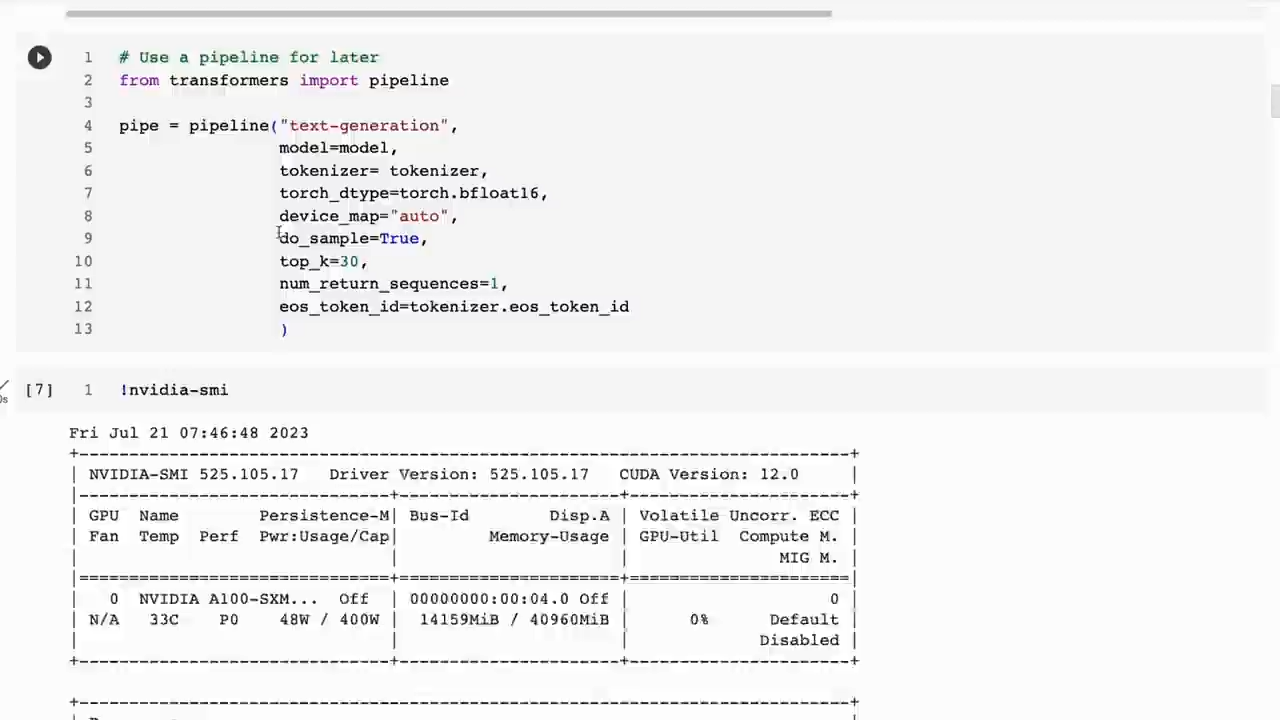 1 # Use a pipeline for later
2 from transformers import pipeline
3
4 pipe = pipeline("text-generation",
5 model=model,
6 tokenizer= tokenizer,
7 torch_dtype=torch.bfloat16,
8 device_map="auto",
9 do_sample=True,
10 top_k=30,
11 num_return_sequences=1,
12 eos_token_id=tokenizer.eos_token_id
13 )
[7] 1 !nvidia-smi
0s
Fri Jul 21 07:46:48 2023
+-----------------------------------------------------------------------------+
| NVIDIA-SMI 525.105.17   Driver Version: 525.105.17   CUDA Version: 12.0     |
|-------------------------------+----------------------+----------------------+
| GPU  Name        Persistence-M| Bus-Id        Disp.A | Volatile Uncorr. ECC |
| Fan  Temp  Perf  Pwr:Usage/Cap|         Memory-Usage | GPU-Util  Compute M. |
|                               |                      |               MIG M. |
|===============================+======================+======================|
|   0  NVIDIA A100-SXM...  Off  | 00000000:00:04.0 Off |                    0 |
| N/A   33C    P0    48W / 400W |  14159MiB / 40960MiB |      0%      Default |
|                               |                      |             Disabled |
+-------------------------------+----------------------+----------------------+
+-----------------------------------------------------------------------------+